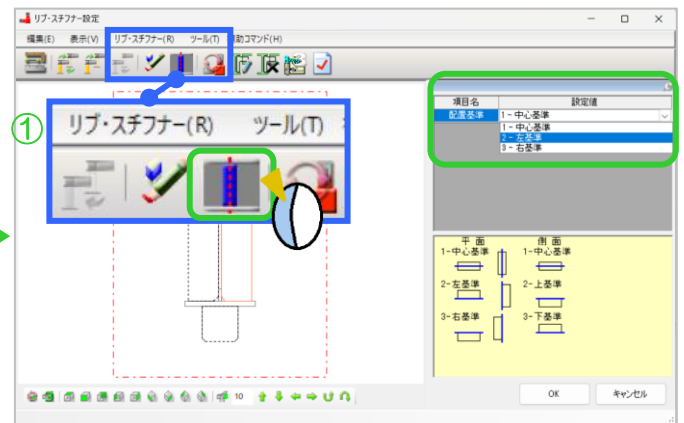 リブ・スチフナー設定
編集(E) 表示(V) リブ・スチフナー(R) ツール(T) 補助コマンド(H)
①
リブ・スチフナー(R) ツール(T)
項目名 設定値
配置基準 1 - 中心基準
1 - 中心基準
2 - 左基準
3 - 右基準
平 面 側 面
1-中心基準 1-中心基準
2-左基準 2-上基準
3-右基準 3-下基準
10
OK キャンセル